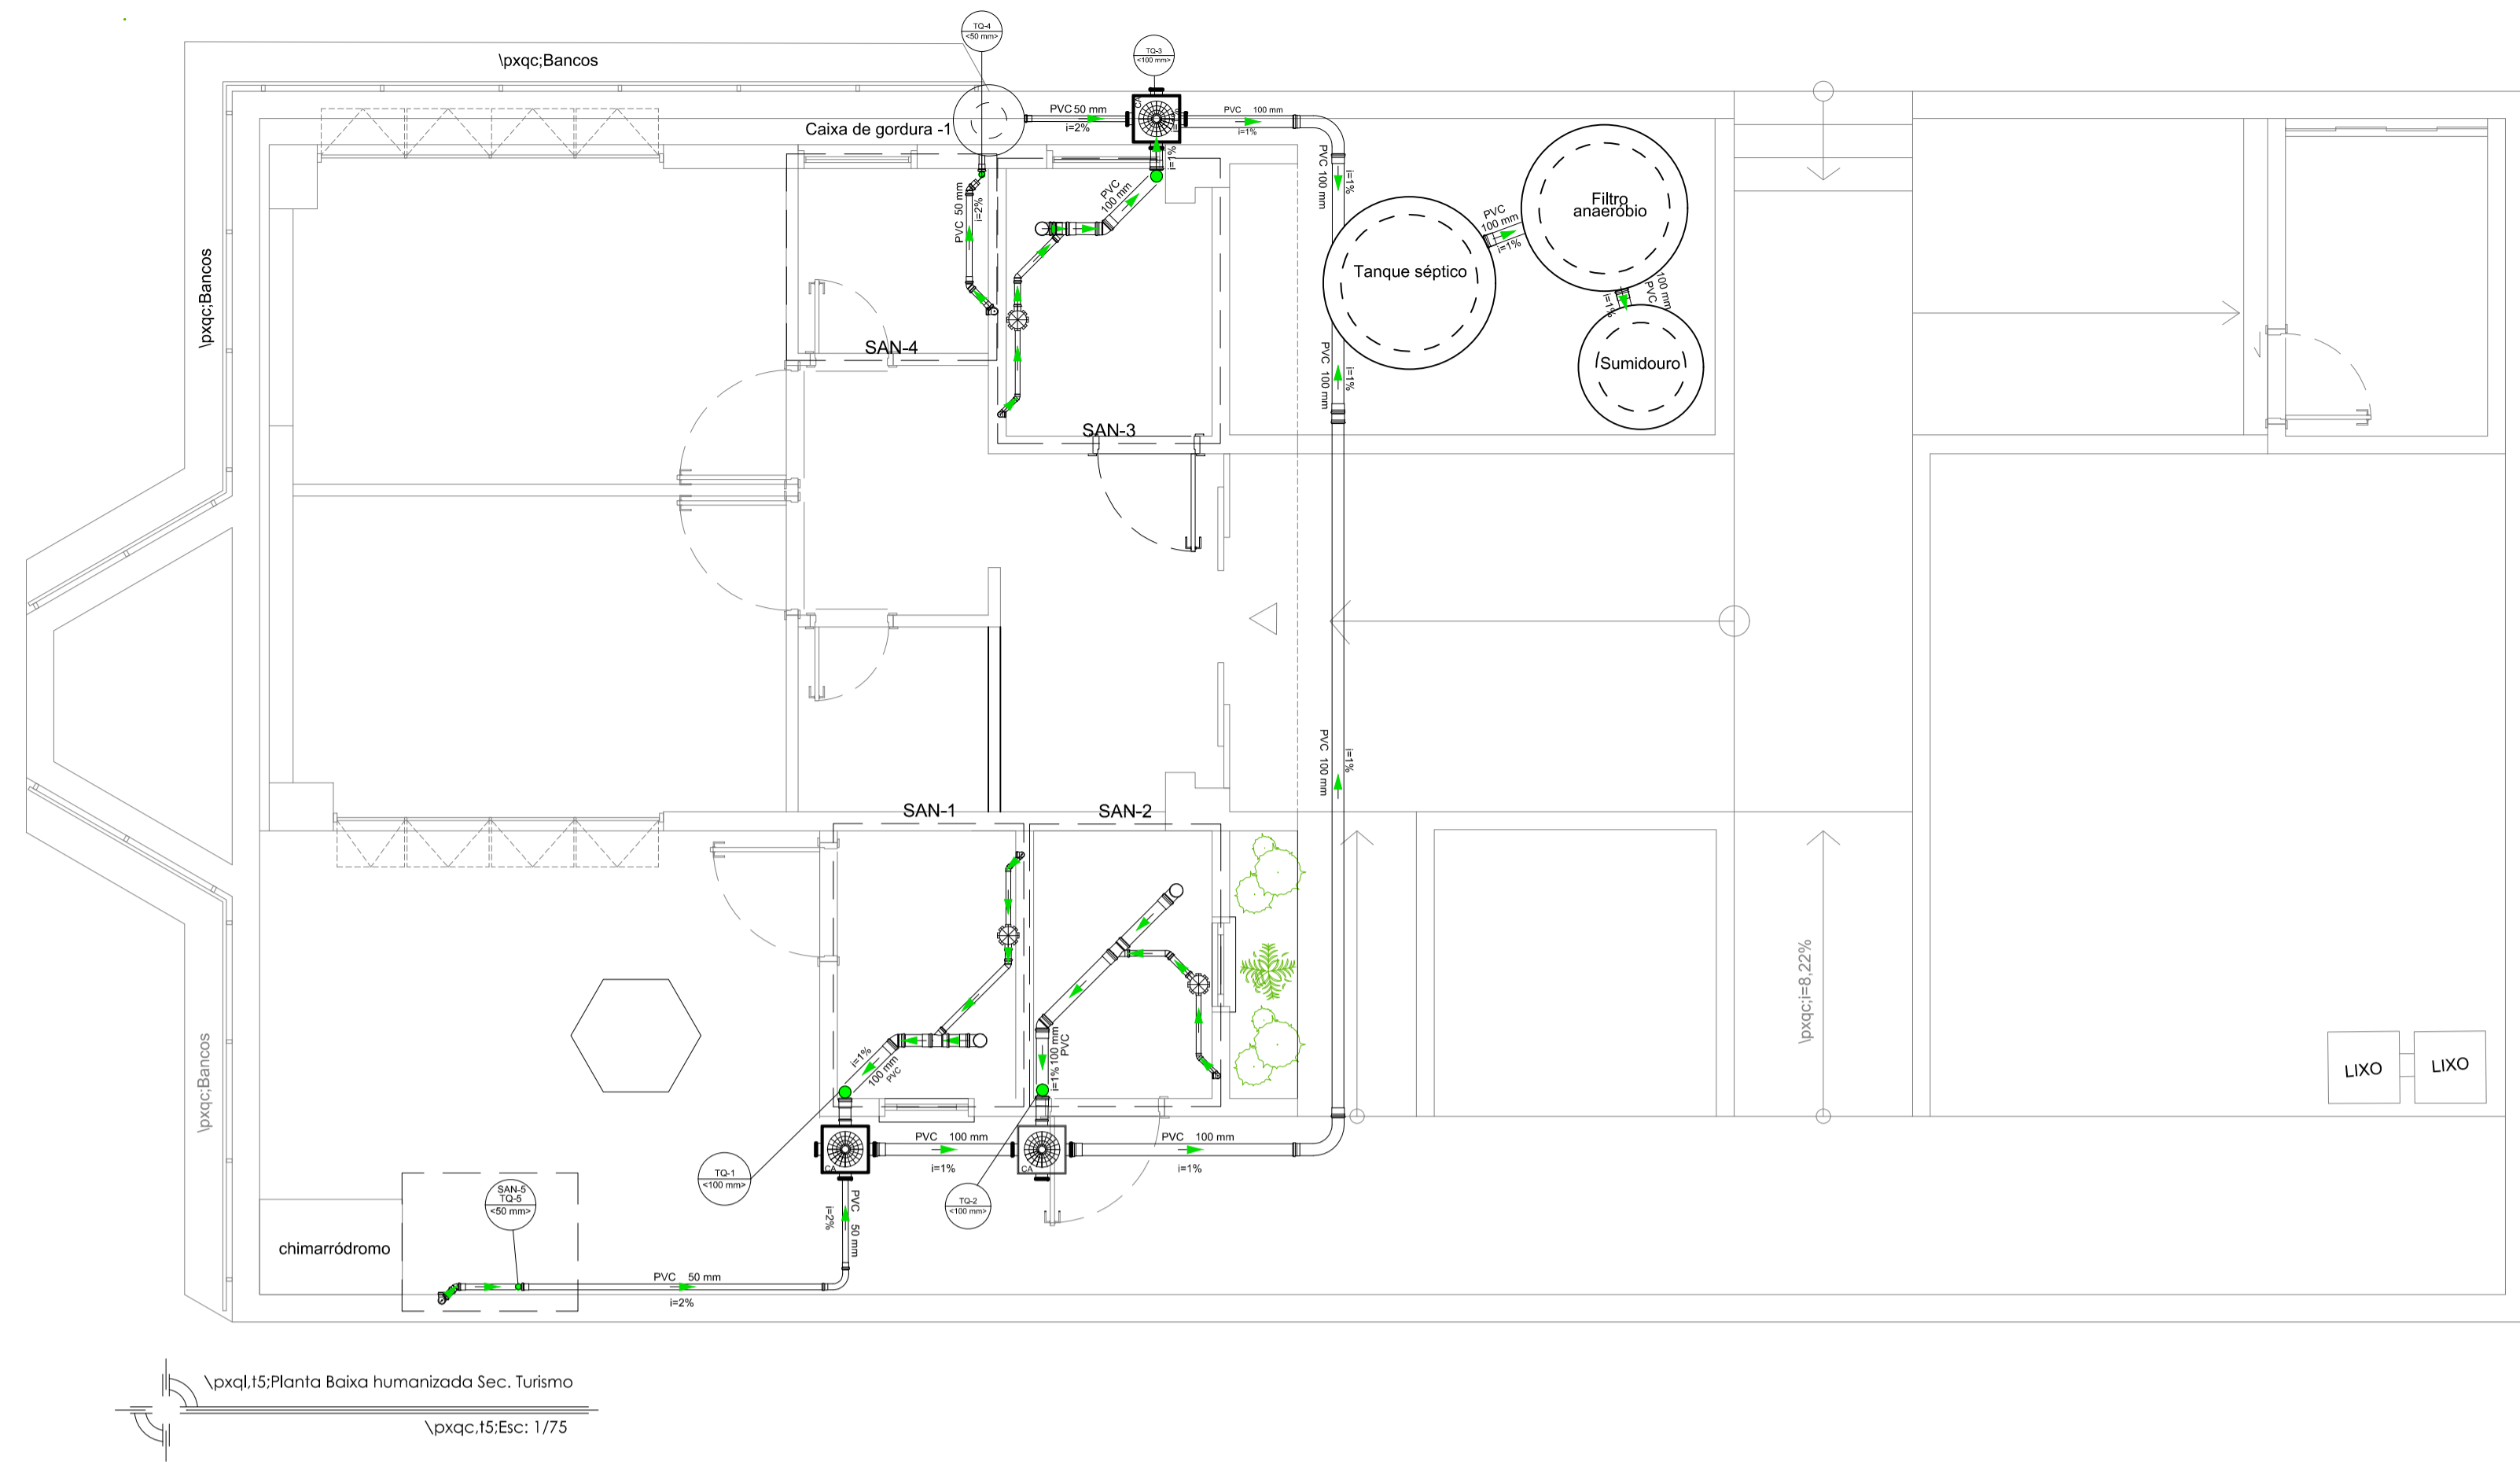 TQ-4
<50 mm>
TQ-3
<100 mm>
\pxqc;Bancos
Caixa de gordura -1
PVC 50 mm
i=2%
CA
PVC 100 mm
i=1%
i=1%
PVC 50 mm
i=2%
PVC
100 mm
PVC 100 mm
i=1%
Tanque séptico
PVC
100 mm
i=1%
Filtro
anaeróbio
100 mm
PVC
i=1%
Sumidouro
\pxqc;Bancos
SAN-4
SAN-3
PVC 100 mm
i=1%
PVC 100 mm
i=1%
SAN-1
SAN-2
i=1%
100 mm
PVC
i=1% 100 mm
PVC
\pxqc;i=8,22%
LIXO
LIXO
\pxqc;Bancos
CA
PVC 100 mm
i=1%
CA
PVC 100 mm
i=1%
TQ-1
<100 mm>
TQ-2
<100 mm>
SAN-5
TQ-5
<50 mm>
i=2%
PVC 50 mm
chimarródromo
PVC 50 mm
i=2%
\pxql,t5;Planta Baixa humanizada Sec. Turismo
\pxqc,t5;Esc: 1/75